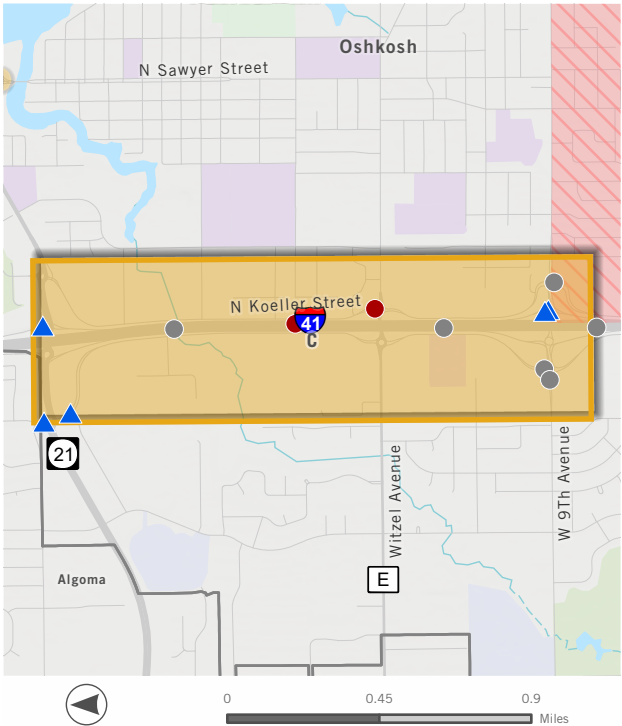 Oshkosh
N Sawyer Street
N Koeller Street
41
C
21
Witzel Avenue
W 9Th Avenue
E
Algoma
0 0.45 0.9
Miles